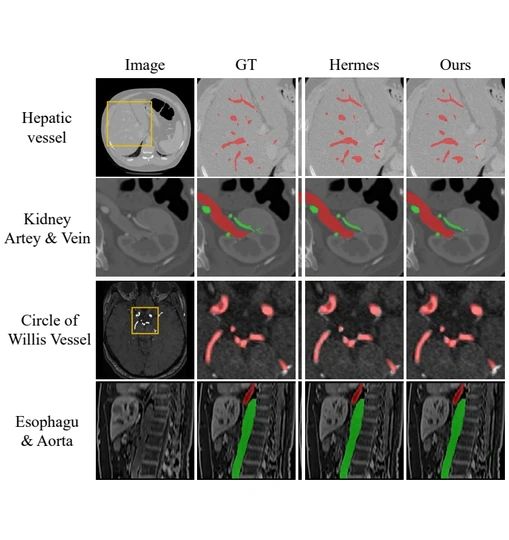 Image GT Hermes Ours
Hepatic
vessel
Kidney
Artey & Vein
Circle of
Willis Vessel
Esophagu
& Aorta